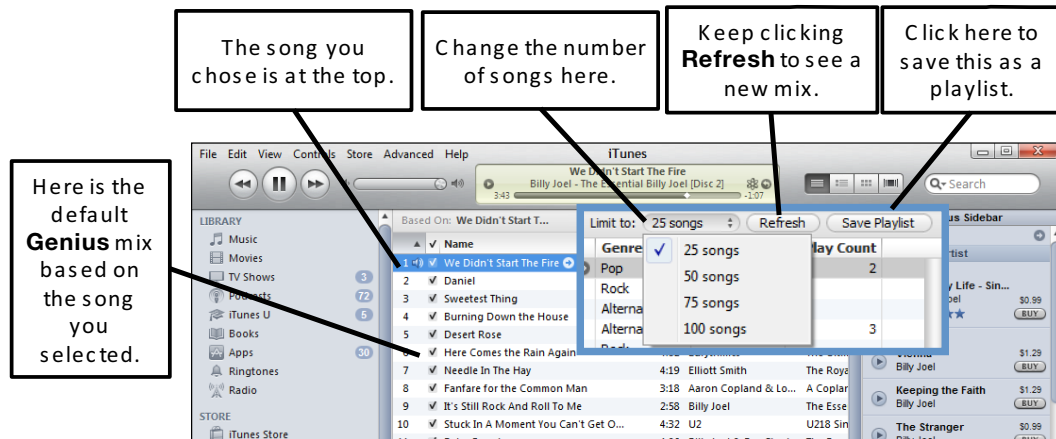 The song you
chose is at the top.
Change the number
of songs here.
Keep clicking
Refresh to see a
new mix.
Click here to
save this as a
playlist.
Here is the
default
Genius mix
based on
the song
you
selected.
File Edit View Controls Store Advanced Help
iTunes
We Didn't Start The Fire
Billy Joel - The Essential Billy Joel [Disc 2]
3:43 -1:07
Search
LIBRARY
Music
Movies
TV Shows 3
Podcasts 72
iTunes U 5
Books
Apps 30
Ringtones
Radio
STORE
iTunes Store
Based On: We Didn't Start T...
Name
1 We Didn't Start The Fire
2 Daniel
3 Sweetest Thing
4 Burning Down the House
5 Desert Rose
6 Here Comes the Rain Again
7 Needle In The Hay 4:19 Elliott Smith The Roya
8 Fanfare for the Common Man 3:18 Aaron Copland & Lo... A Coplar
9 It's Still Rock And Roll To Me 2:58 Billy Joel The Esse
10 Stuck In A Moment You Can't Get O... 4:32 U2 U218 Sin
Limit to: 25 songs Refresh Save Playlist
Genre Play Count
Pop 2
Rock
Alterna
Alterna 3
Rock
25 songs
50 songs
75 songs
100 songs
us Sidebar
tist
y Life - Sin...
oel $0.99
BUY
Vienna $1.29
Billy Joel BUY
Keeping the Faith $1.29
Billy Joel BUY
The Stranger $0.99